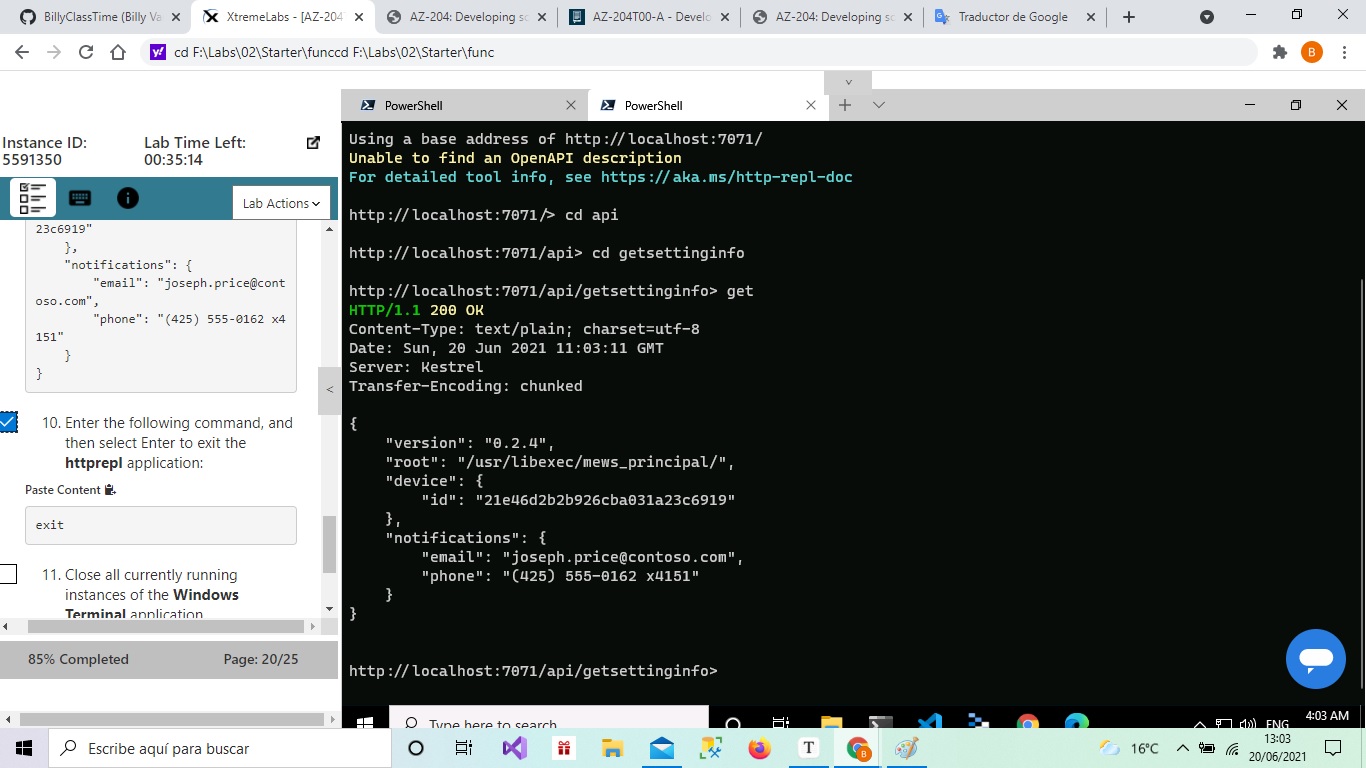 BillyClassTime (Billy Va
XtremeLabs - [AZ-204T
AZ-204: Developing so
AZ-204T00-A - Develo
AZ-204: Developing so
Traductor de Google
cd F:\Labs\02\Starter\funccd F:\Labs\02\Starter\func
B
Instance ID:
5591350
Lab Time Left:
00:35:14
Lab Actions
23c6919"
},
"notifications": {
"email": "joseph.price@cont
oso.com",
"phone": "(425) 555-0162 x4
151"
}
}
10. Enter the following command, and
then select Enter to exit the
httprepl application:
Paste Content
exit
11. Close all currently running
instances of the Windows
Terminal application
85% Completed
Page: 20/25
PowerShell
PowerShell
Using a base address of http://localhost:7071/
Unable to find an OpenAPI description
For detailed tool info, see https://aka.ms/http-repl-doc
http://localhost:7071/> cd api
http://localhost:7071/api> cd getsettinginfo
http://localhost:7071/api/getsettinginfo> get
HTTP/1.1 200 OK
Content-Type: text/plain; charset=utf-8
Date: Sun, 20 Jun 2021 11:03:11 GMT
Server: Kestrel
Transfer-Encoding: chunked
{
"version": "0.2.4",
"root": "/usr/libexec/mews_principal/",
"device": {
"id": "21e46d2b2b926cba031a23c6919"
},
"notifications": {
"email": "joseph.price@contoso.com",
"phone": "(425) 555-0162 x4151"
}
}
http://localhost:7071/api/getsettinginfo>
Type here to search
ENG
4:03 AM
Escribe aquí para buscar
T
B
16°C
13:03
20/06/2021